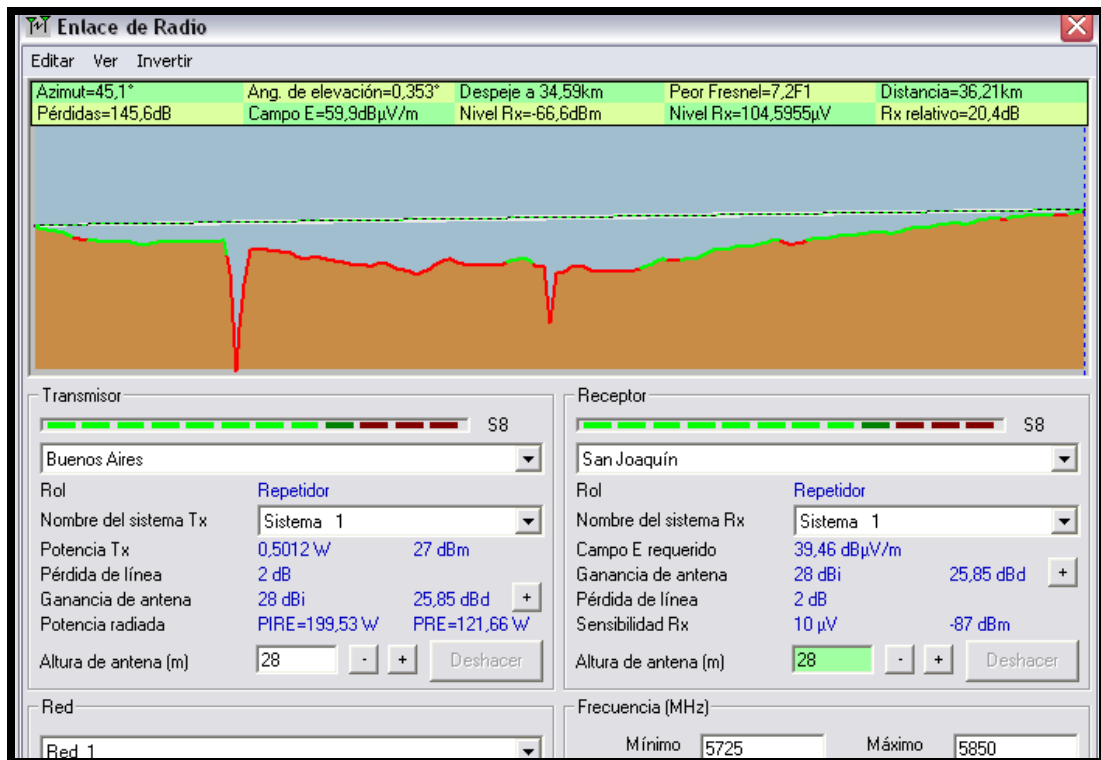 Enlace de Radio
Editar Ver Invertir
Azimut=45,1° Ang. de elevación=0,353° Despeje a 34,59km Peor Fresnel=7,2F1 Distancia=36,21km
Pérdidas=145,6dB Campo E=59,9dBµV/m Nivel Rx=-66,6dBm Nivel Rx=104,5955µV Rx relativo=20,4dB
Transmisor
S8
Buenos Aires
Rol Repetidor
Nombre del sistema Tx Sistema 1
Potencia Tx 0,5012 W 27 dBm
Pérdida de línea 2 dB
Ganancia de antena 28 dBi 25,85 dBd +
Potencia radiada PIRE=199,53 W PRE=121,66 W
Altura de antena (m) 28 - + Deshacer
Receptor
S8
San Joaquín
Rol Repetidor
Nombre del sistema Rx Sistema 1
Campo E requerido 39,46 dBµV/m
Ganancia de antena 28 dBi 25,85 dBd +
Pérdida de línea 2 dB
Sensibilidad Rx 10 µV -87 dBm
Altura de antena (m) 28 - + Deshacer
Red
Red 1
Frecuencia (MHz)
Mínimo 5725 Máximo 5850